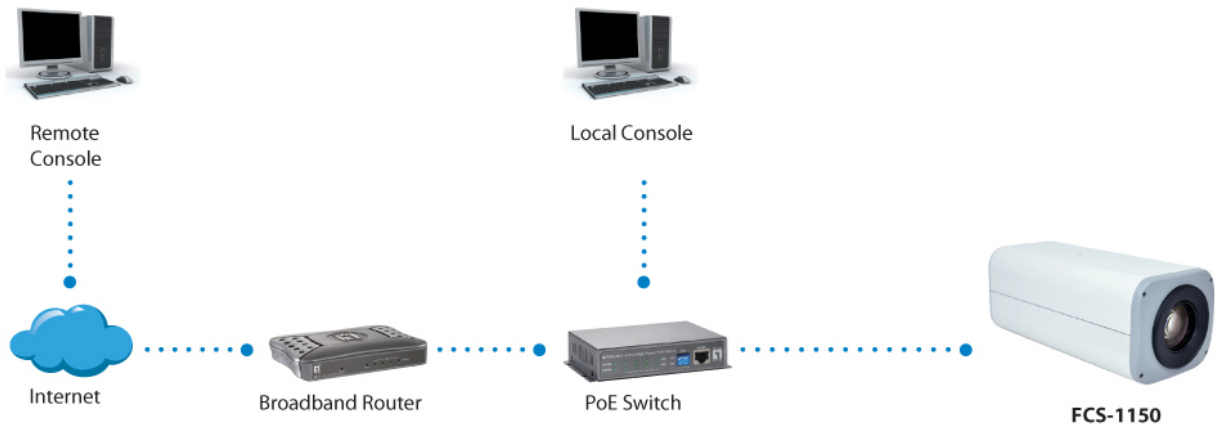 Remote
Console
Local Console
Internet
Broadband Router
PoE Switch
FCS-1150